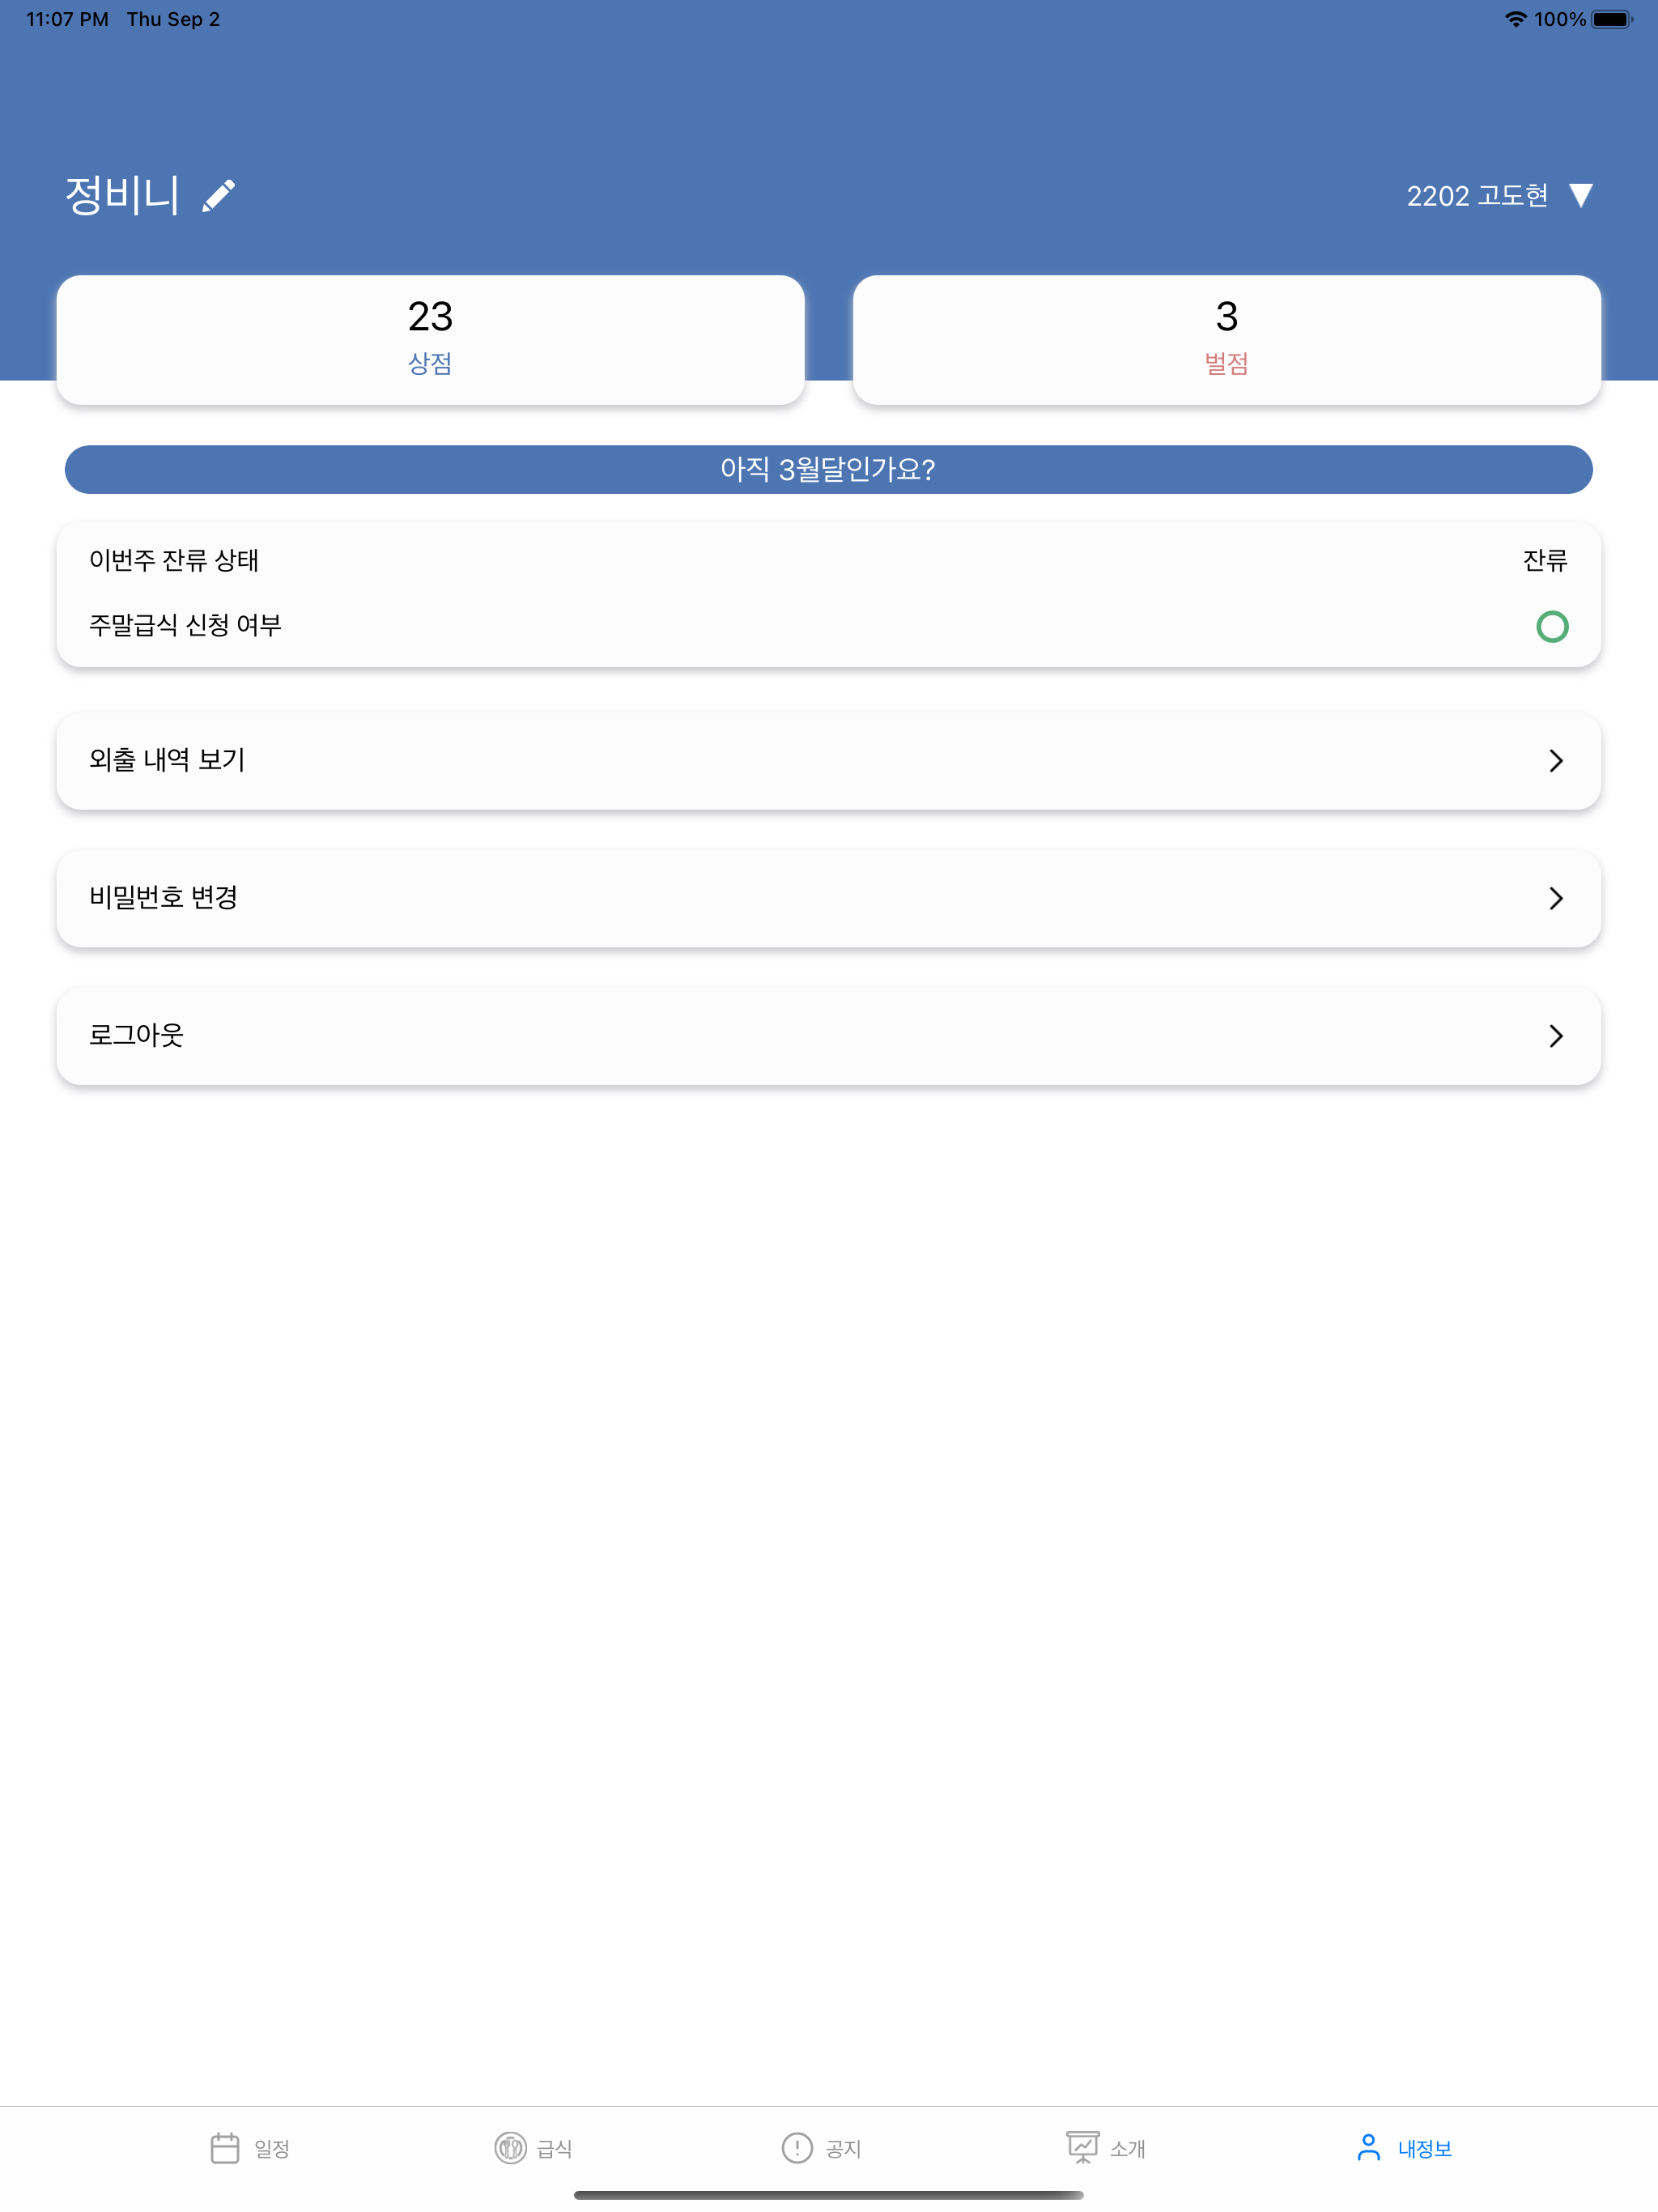 11:07 PM Thu Sep 2 100%
정비니 2202 고도현
23 3
상점 벌점
아직 3월달인가요?
이번주 잔류 상태 잔류
주말급식 신청 여부
외출 내역 보기
비밀번호 변경
로그아웃
일정 급식 공지 소개 내정보